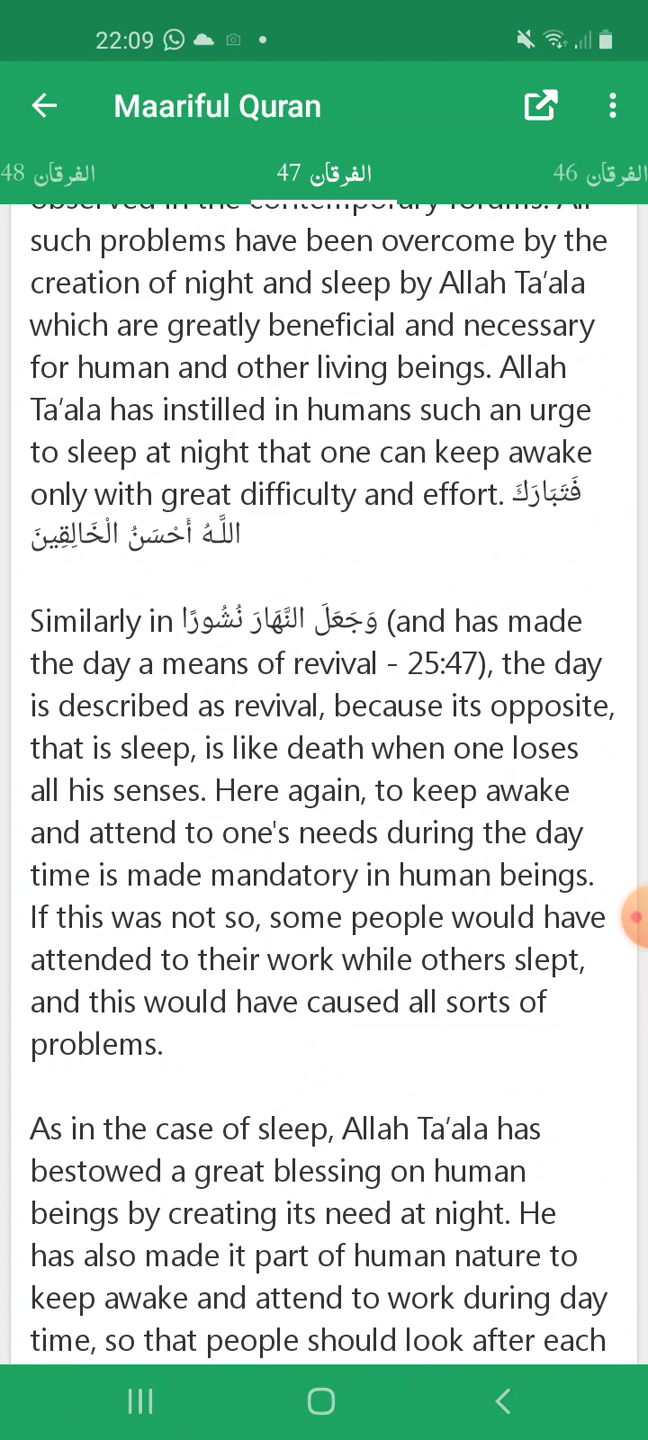 22:09
Maariful Quran
الفرقان 48
الفرقان 47
الفرقان 46
observed in the contemporary forums. All
such problems have been overcome by the
creation of night and sleep by Allah Ta’ala
which are greatly beneficial and necessary
for human and other living beings. Allah
Ta’ala has instilled in humans such an urge
to sleep at night that one can keep awake
only with great difficulty and effort. فَتَبَارَكَ
اللَّـهُ أَحْسَنُ الْخَالِقِينَ
Similarly in وَجَعَلَ النَّهَارَ نُشُورًا (and has made
the day a means of revival - 25:47), the day
is described as revival, because its opposite,
that is sleep, is like death when one loses
all his senses. Here again, to keep awake
and attend to one's needs during the day
time is made mandatory in human beings.
If this was not so, some people would have
attended to their work while others slept,
and this would have caused all sorts of
problems.
As in the case of sleep, Allah Ta’ala has
bestowed a great blessing on human
beings by creating its need at night. He
has also made it part of human nature to
keep awake and attend to work during day
time, so that people should look after each